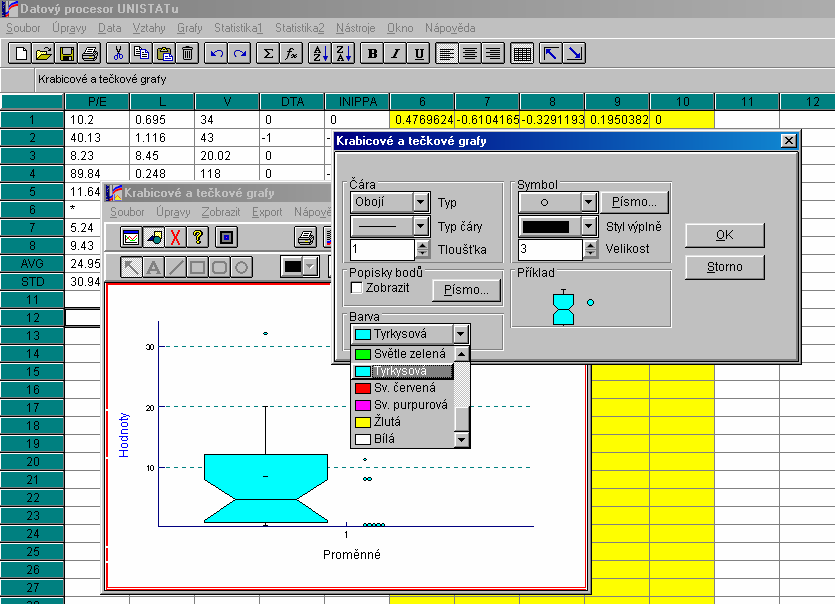 Datový procesor UNISTATu
Soubor Úpravy Data Vztahy Grafy Statistika1 Statistika2 Nástroje Okno Nápověda
Σ fx A Z Z A B I U
Krabicové a tečkové grafy
P/E L V DTA INIPPA 6 7 8 9 10 11 12
1 10.2 0.695 34 0 0 0.4769624 -0.6104165 -0.3291193 0.1950382 0
2 40.13 1.116 43 -1
3 8.23 8.45 20.02 0
4 89.84 0.248 118 0
5 11.64
6 *
7 5.24
8 9.43
AVG 24.95
STD 30.94
11
12
13
14
15
16
17
18
19
20
21
22
23
24
25
26
27
Krabicové a tečkové grafy
Soubor Úpravy Zobrazit Export Nápově
A
30
20
10
Hodnoty
1
Proměnné
Krabicové a tečkové grafy
Čára
Obojí Typ
Typ čáry
1 Tloušťka
Symbol
Písmo...
Styl výplně
3 Velikost
OK
Storno
Popisky bodů
Zobrazit Písmo...
Příklad
Barva
Tyrkysová
Světle zelená
Tyrkysová
Sv. červená
Sv. purpurová
Žlutá
Bílá